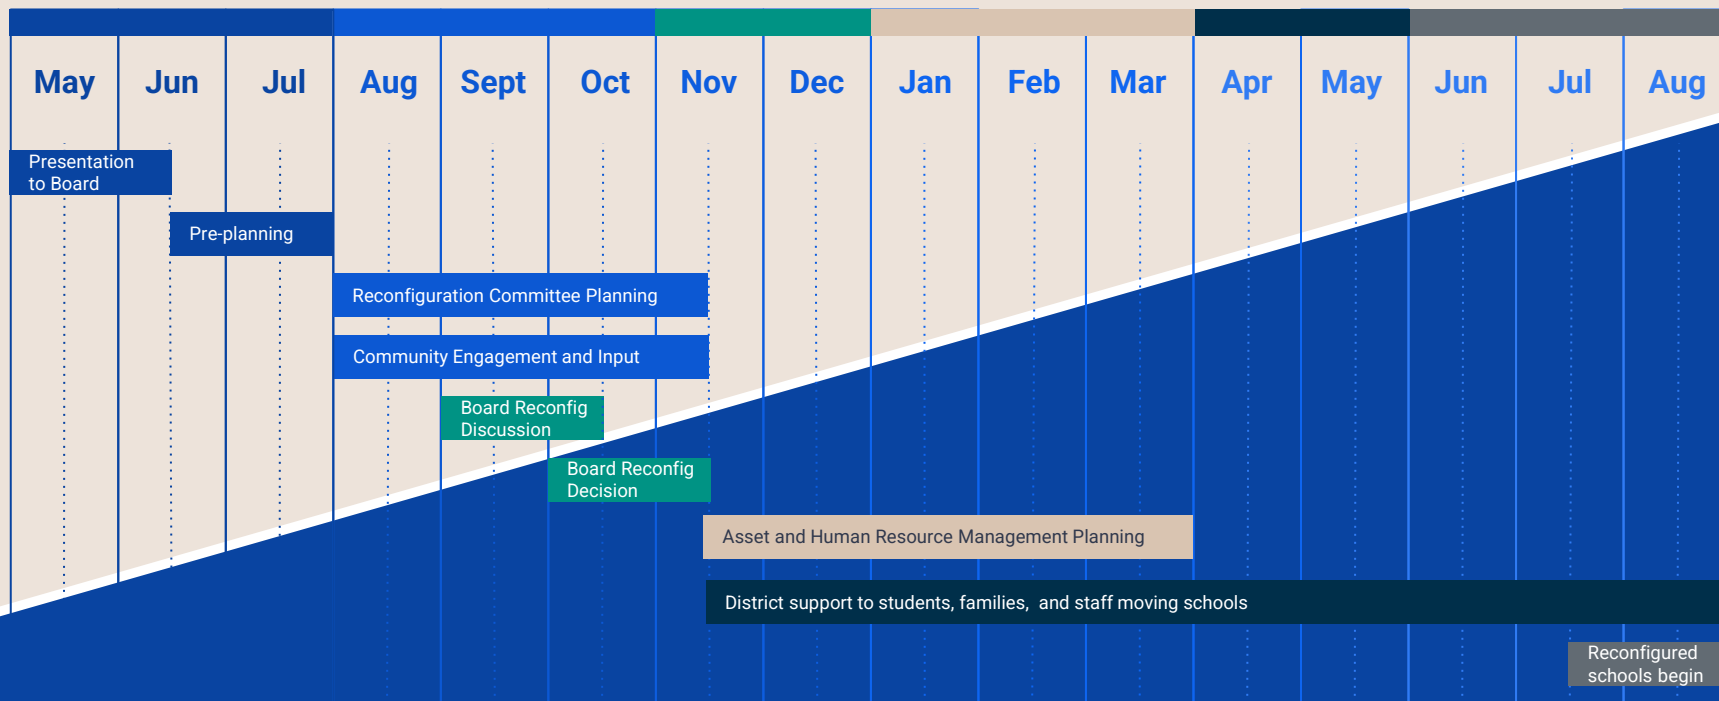 May Jun Jul Aug Sept Oct Nov Dec Jan Feb Mar Apr May Jun Jul Aug
Presentation
to Board
Pre-planning
Reconfiguration Committee Planning
Community Engagement and Input
Board Reconfig
Discussion
Board Reconfig
Decision
Asset and Human Resource Management Planning
District support to students, families,  and staff moving schools
Reconfigured
schools begin